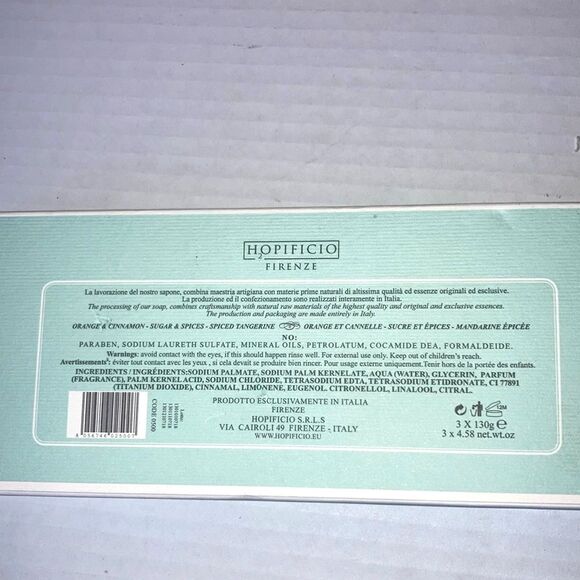 H2OPIFICIO
FIRENZE
La lavorazione del nostro sapone, combina maestria artigiana con materie prime naturali di altissima qualità ed essenze originali ed esclusive.
La produzione ed il confezionamento sono realizzati interamente in Italia.
The processing of our soap, combines craftsmanship with natural raw materials of the highest quality and original and exclusive essences.
The production and packaging are made entirely in Italy.
ORANGE & CINNAMON - SUGAR & SPICES - SPICED TANGERINE ORANGE ET CANNELLE - SUCRE ET ÉPICES - MANDARINE ÉPICÉE
NO:
PARABEN, SODIUM LAURETH SULFATE, MINERAL OILS, PETROLATUM, COCAMIDE DEA, FORMALDEIDE.
Warnings: avoid contact with the eyes, if this should happen rinse well. For external use only. Keep out of children's reach.
Avertissements: éviter tout contact avec les yeux, si cela devait se produire bien rincer. Pour usage externe uniquement. Tenir hors de la portée des enfants.
INGREDIENTS / INGRÉDIENTS: SODIUM PALMATE, SODIUM PALM KERNELATE, AQUA (WATER), GLYCERIN, PARFUM
(FRAGRANCE), PALM KERNEL ACID, SODIUM CHLORIDE, TETRASODIUM EDTA, TETRASODIUM ETIDRONATE, CI 77891
(TITANIUM DIOXIDE), CINNAMAL, LIMONENE, EUGENOL, CITRONELLOL, LINALOOL, CITRAL.
8 056746 025007
CODE 0500
Lotto:
PRODOTTO ESCLUSIVAMENTE IN ITALIA
FIRENZE
HOPIFICIO S.R.L.S
VIA CAIROLI 49 FIRENZE - ITALY
WWW.HOPIFICIO.EU
12M
3 X 130g e
3 x 4.58 net.wt.oz